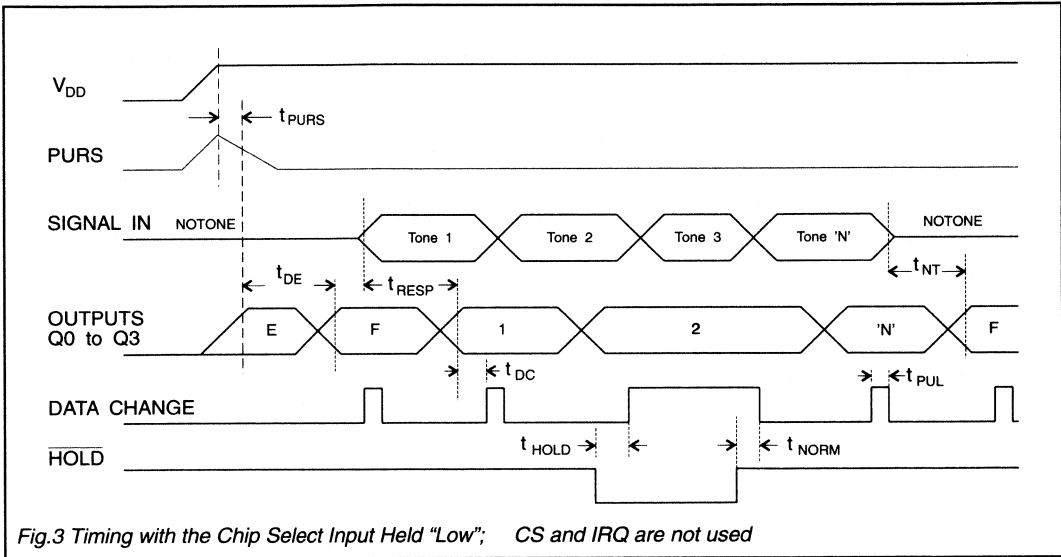 VDD
tPURS
PURS
SIGNAL IN NOTONE Tone 1 Tone 2 Tone 3 Tone 'N' NOTONE
tDE tRESP tNT
OUTPUTS
Q0 to Q3
E F 1 2 'N' F
tDC tPUL
DATA CHANGE
tHOLD tNORM
HOLD
Fig.3 Timing with the Chip Select Input Held “Low”; CS and IRQ are not used